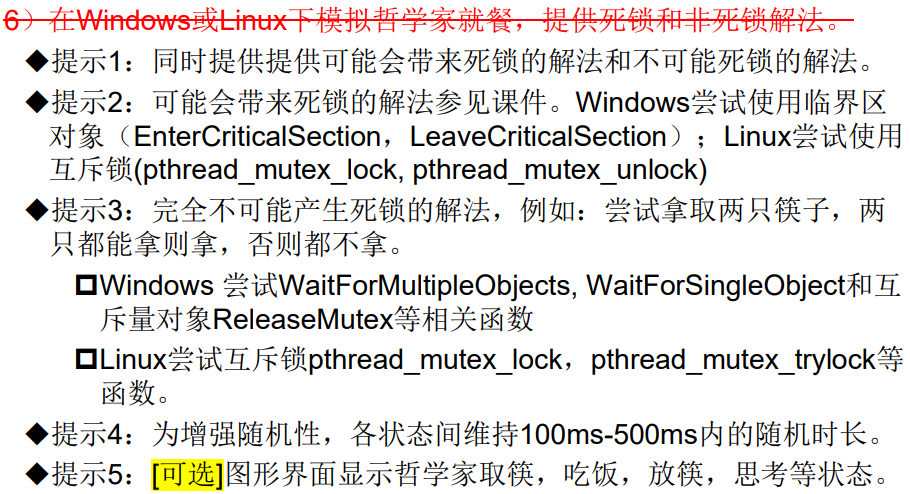 6）在Windows或Linux下模拟哲学家就餐，提供死锁和非死锁解法。
◆提示1：同时提供提供可能会带来死锁的解法和不可能死锁的解法。
◆提示2：可能会带来死锁的解法参见课件。Windows尝试使用临界区
对象（EnterCriticalSection，LeaveCriticalSection）；Linux尝试使用
互斥锁(pthread_mutex_lock, pthread_mutex_unlock)
◆提示3：完全不可能产生死锁的解法，例如：尝试拿取两只筷子，两
只都能拿则拿，否则都不拿。
Windows 尝试WaitForMultipleObjects, WaitForSingleObject和互
斥量对象ReleaseMutex等相关函数
Linux尝试互斥锁pthread_mutex_lock，pthread_mutex_trylock等
函数。
◆提示4：为增强随机性，各状态间维持100ms-500ms内的随机时长。
◆提示5：[可选]图形界面显示哲学家取筷，吃饭，放筷，思考等状态。